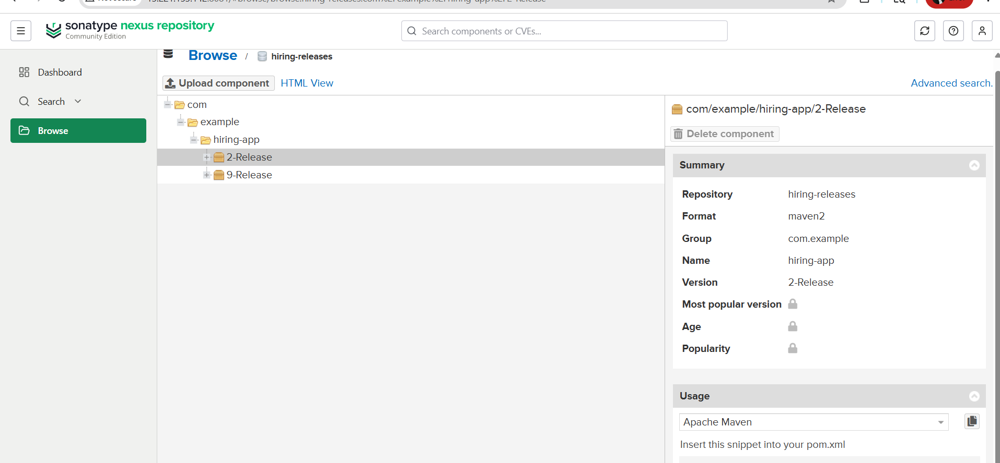 sonatype nexus repository
Community Edition
Search components or CVEs...
Dashboard
Search
Browse
Browse / hiring-releases
Upload component HTML View Advanced search.
com
example
hiring-app
2-Release
9-Release
com/example/hiring-app/2-Release
Delete component
Summary
Repository hiring-releases
Format maven2
Group com.example
Name hiring-app
Version 2-Release
Most popular version
Age
Popularity
Usage
Apache Maven
Insert this snippet into your pom.xml